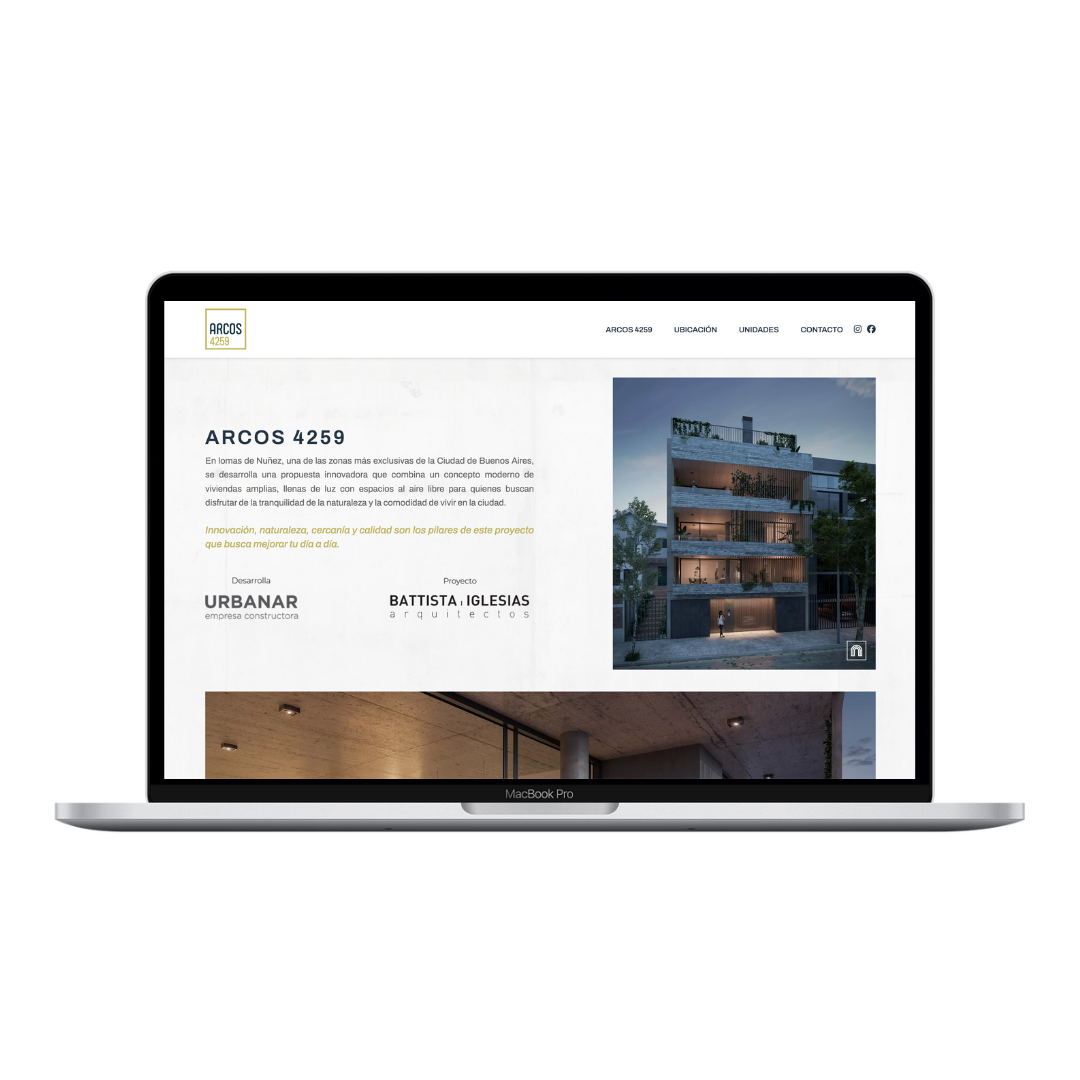 ARCOS
4259
ARCOS 4259 UBICACIÓN UNIDADES CONTACTO
ARCOS 4259
En lomas de Nuñez, una de las zonas más exclusivas de la Ciudad de Buenos Aires,
se desarrolla una propuesta innovadora que combina un concepto moderno de
viviendas amplias, llenas de luz con espacios al aire libre para quienes buscan
disfrutar de la tranquilidad de la naturaleza y la comodidad de vivir en la ciudad.
Innovación, naturaleza, cercanía y calidad son los pilares de este proyecto
que busca mejorar tu día a día.
Desarrolla
URBANAR
empresa constructora
Proyecto
BATTISTA | IGLESIAS
arquitectos
MacBook Pro